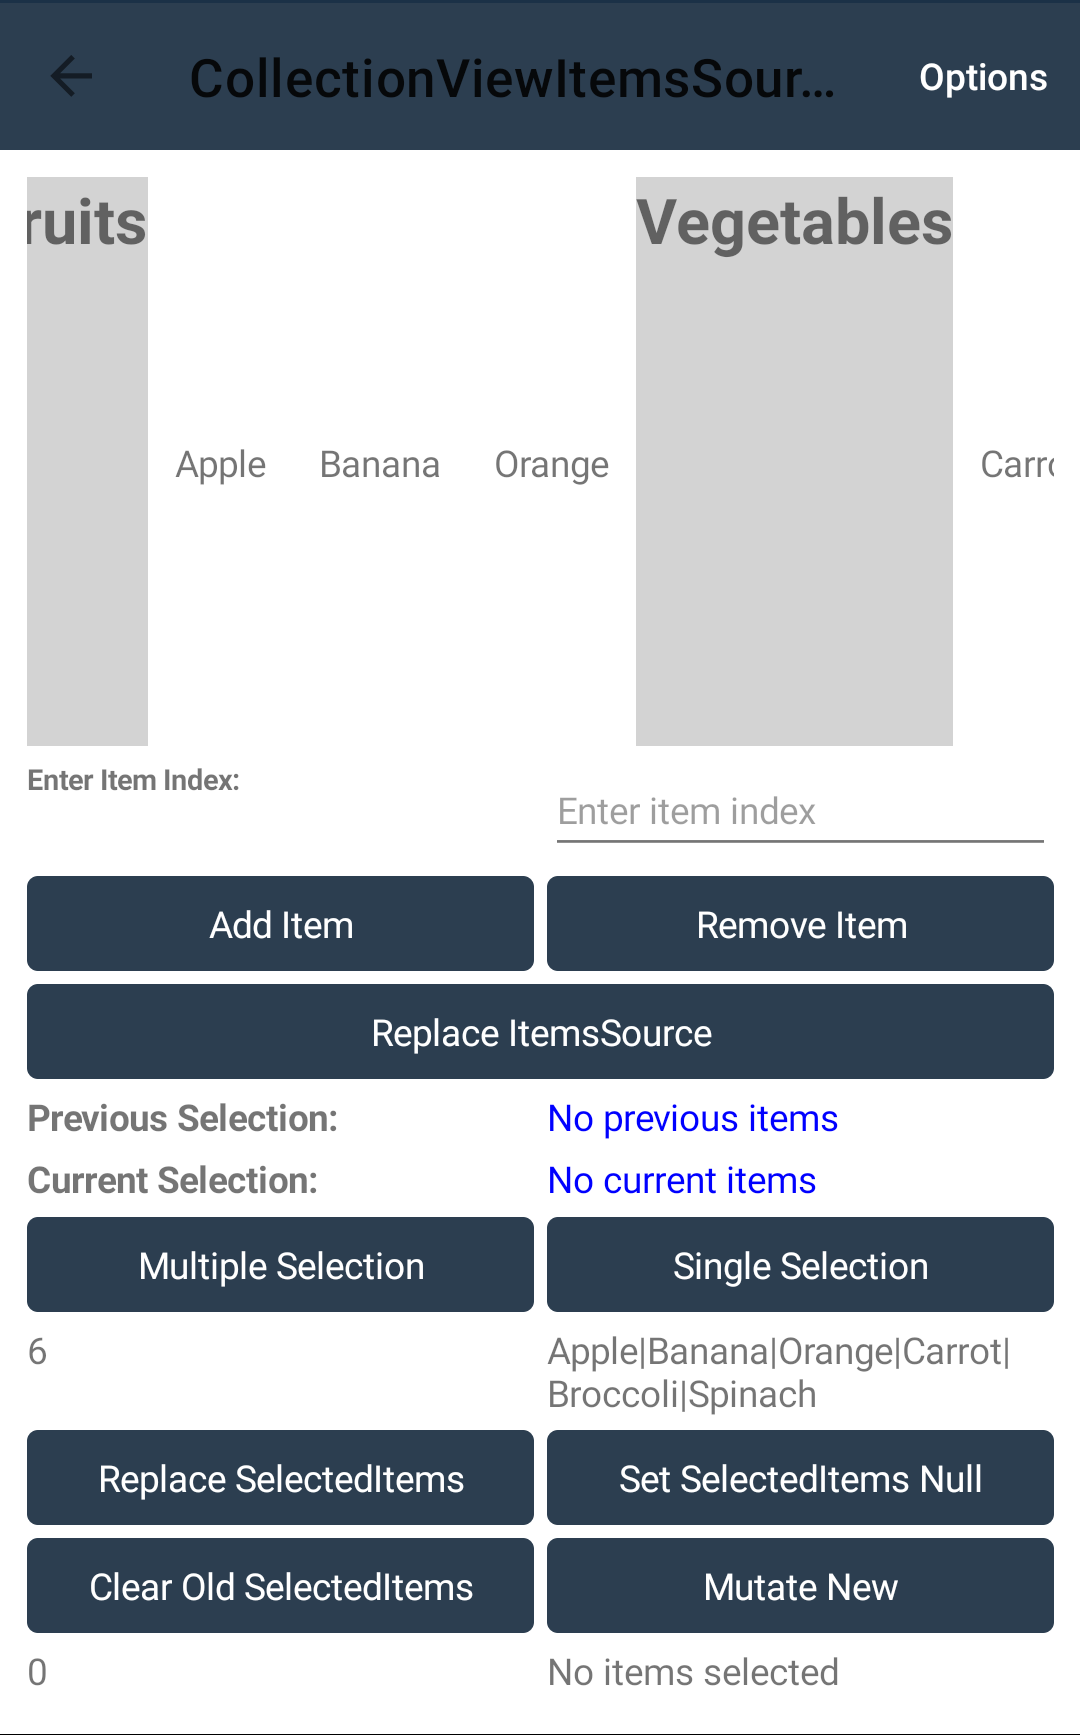 CollectionViewItemsSour...
Options
ruits
Vegetables
Apple
Banana
Orange
Carro
Enter Item Index:
Enter item index
Add Item
Remove Item
Replace ItemsSource
Previous Selection:
No previous items
Current Selection:
No current items
Multiple Selection
Single Selection
6
Apple|Banana|Orange|Carrot|
Broccoli|Spinach
Replace SelectedItems
Set SelectedItems Null
Clear Old SelectedItems
Mutate New
0
No items selected